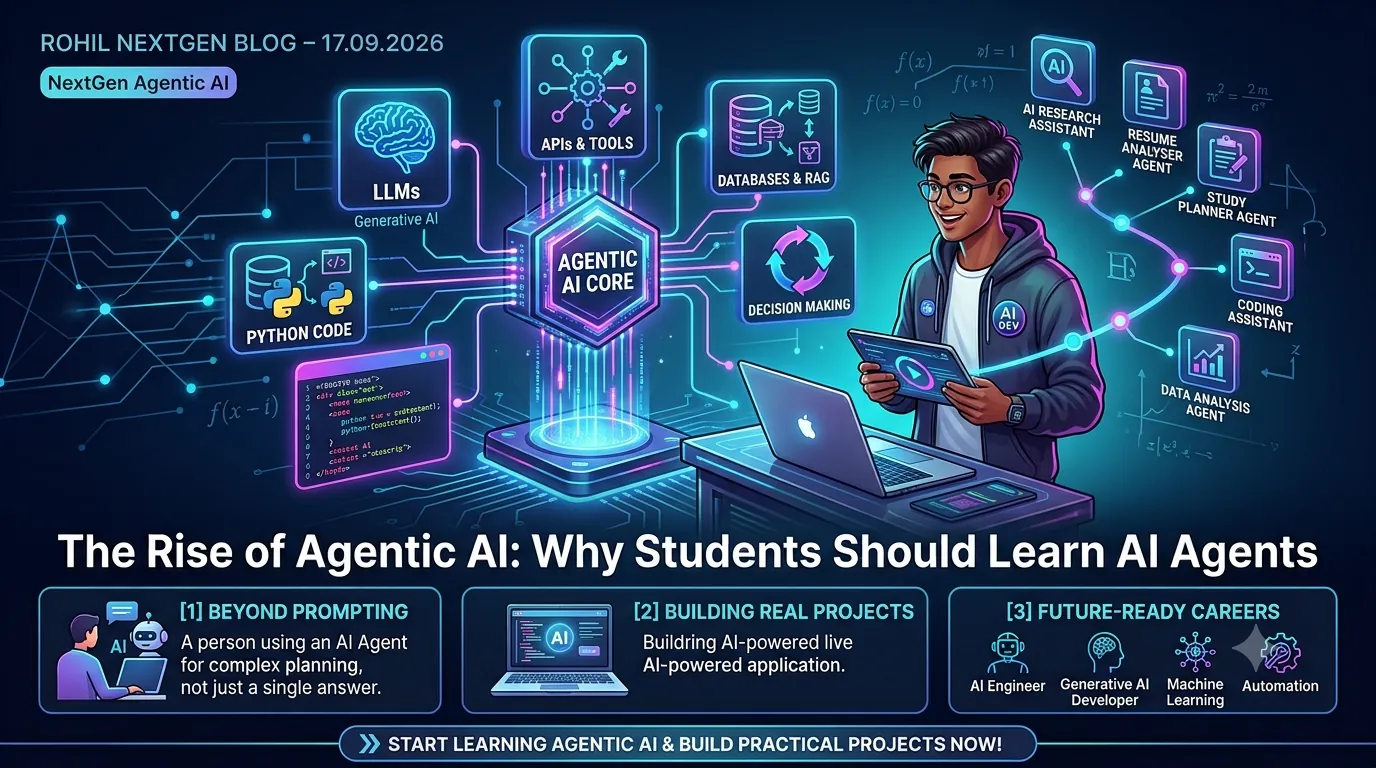 ROHIL NEXTGEN BLOG – 17.09.2026
NextGen Agentic AI
LLMs
Generative AI
APIs & TOOLS
DATABASES & RAG
PYTHON CODE
</>
AGENTIC
AI CORE
DECISION MAKING
AI
DEV
AI
AI RESEARCH
ASSISTANT
RESUME
ANALYSER
AGENT
STUDY
PLANNER AGENT
CODING
ASSISTANT
DATA ANALYSIS
AGENT
f(x)
f(x)=0
f(x-i)
The Rise of Agentic AI: Why Students Should Learn AI Agents
AI
[1] BEYOND PROMPTING
A person using an AI Agent
for complex planning,
not just a single answer.
AI
[2] BUILDING REAL PROJECTS
Buildring AI-powered live
AI-powered application.
[3] FUTURE-READY CAREERS
AI Engineer
Generative AI
Developer
Machine
Learning
Automation
START LEARNING AGENTIC AI & BUILD PRACTICAL PROJECTS NOW!